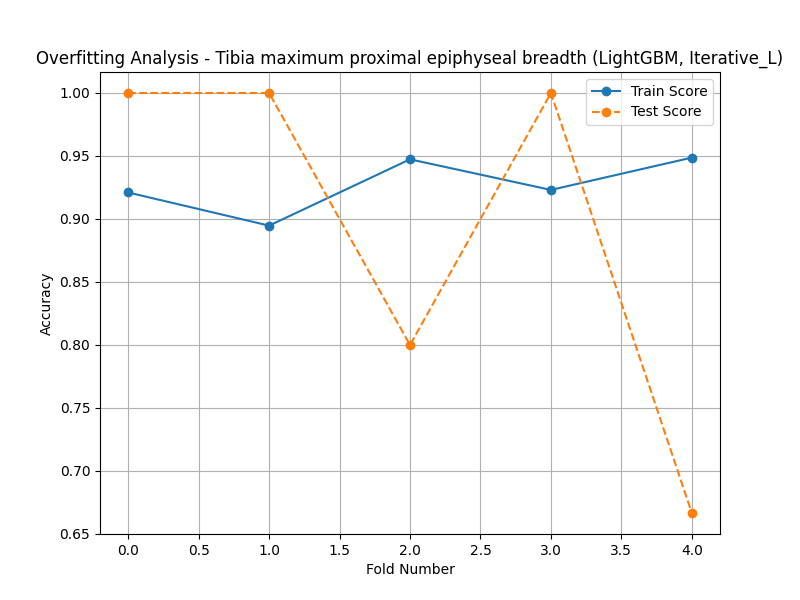 Overfitting Analysis - Tibia maximum proximal epiphyseal breadth (LightGBM, Iterative_L)
Train Score
Test Score
Accuracy
1.00
0.95
0.90
0.85
0.80
0.75
0.70
0.65
0.0 0.5 1.0 1.5 2.0 2.5 3.0 3.5 4.0
Fold Number